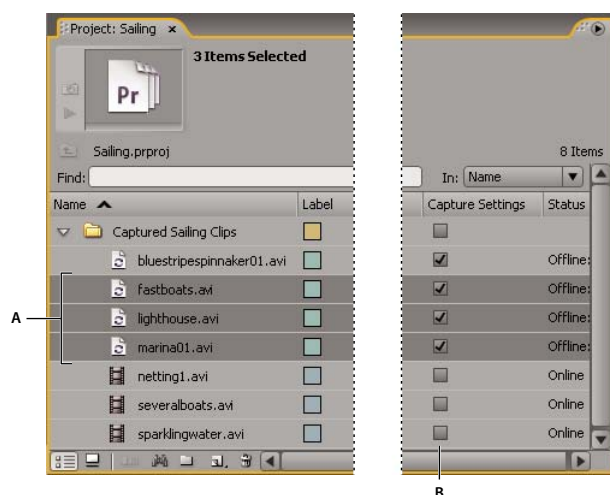 Project: Sailing x
3 Items Selected
Pr
Sailing.prproj
8 Items
Find:
In: Name
Name Label Capture Settings Status
Captured Sailing Clips
bluestripespinnaker01.avi Offline:
fastboats.avi Offline:
A
lighthouse.avi Offline:
marina01.avi Offline:
netting1.avi Online
severalboats.avi Online
sparklingwater.avi Online
B